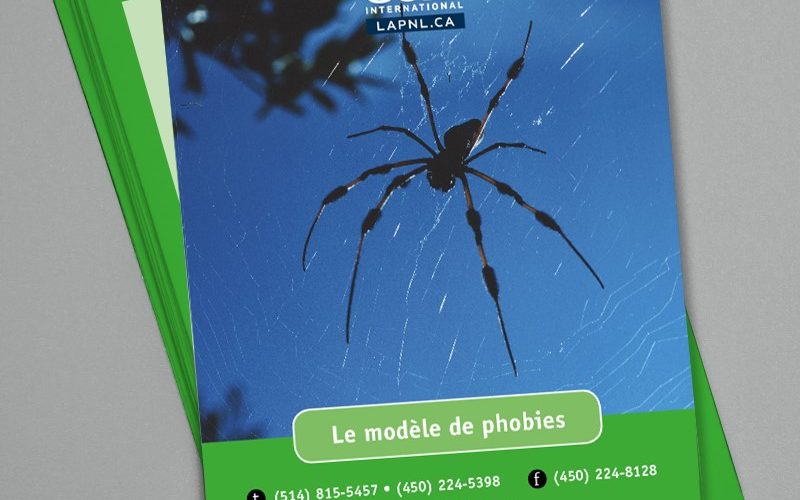 INTERNATIONAL
LAPNL.CA
Le modèle de phobies
t (514) 815-5457 • (450) 224-5398 f (450) 224-8128